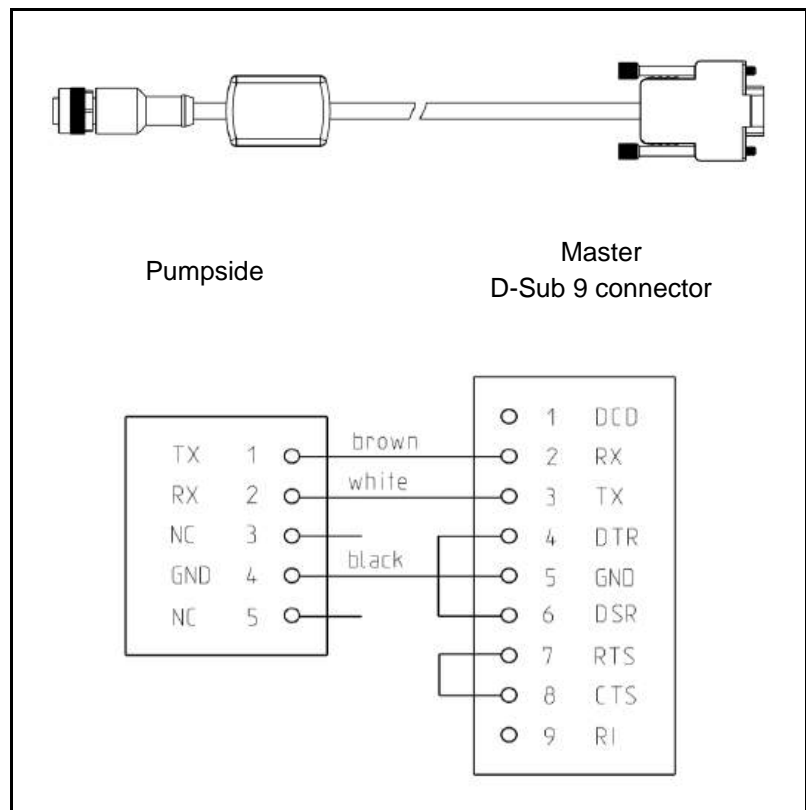 Pumpside
Master
D-Sub 9 connector
TX 1
RX 2
NC 3
GND 4
NC 5
brown
white
black
1 DCD
2 RX
3 TX
4 DTR
5 GND
6 DSR
7 RTS
8 CTS
9 RI